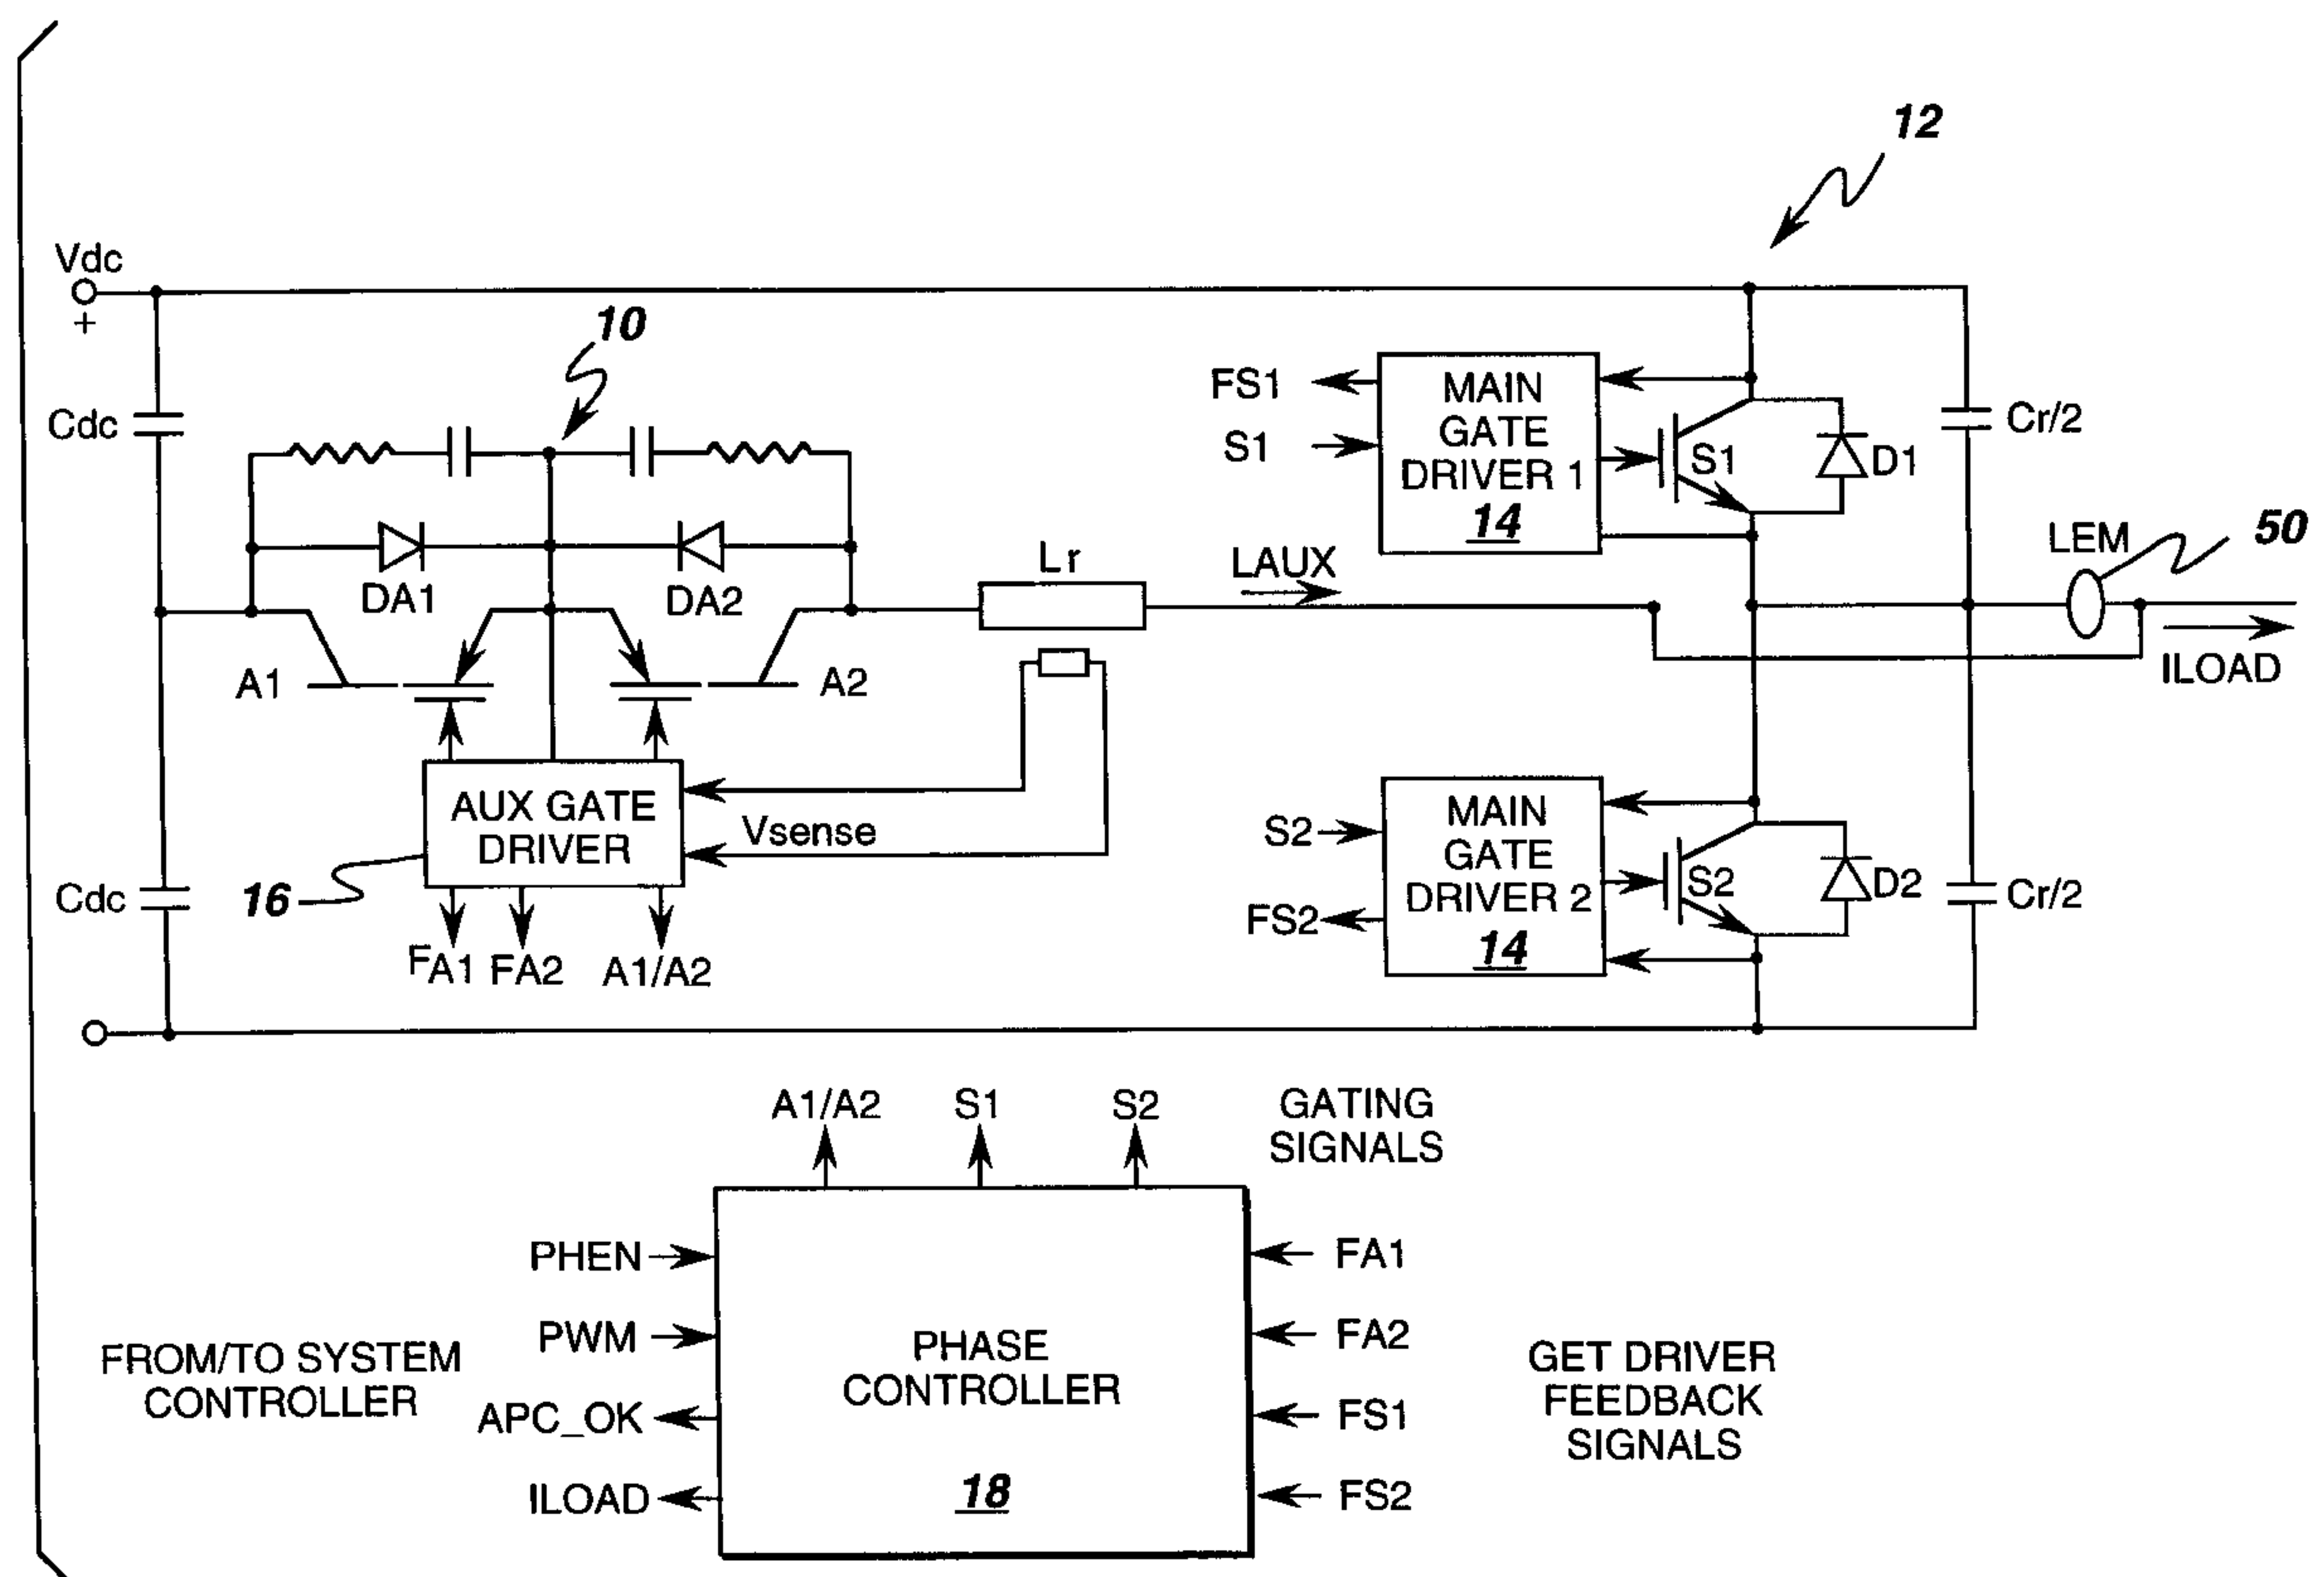 12
Vdc
+
10
Cdc
FS1
S1
MAIN
GATE
DRIVER 1
14
S1
D1
Cr/2
DA1
DA2
Lr
LAUX
LEM
50
ILOAD
A1
A2
AUX GATE
DRIVER
Vsense
16
Cdc
FA1
FA2
A1/A2
S2
FS2
MAIN
GATE
DRIVER 2
14
S2
D2
Cr/2
A1/A2
S1
S2
GATING
SIGNALS
PHEN
PWM
APC_OK
ILOAD
FROM/TO SYSTEM
CONTROLLER
PHASE
CONTROLLER
18
FA1
FA2
FS1
FS2
GET DRIVER
FEEDBACK
SIGNALS